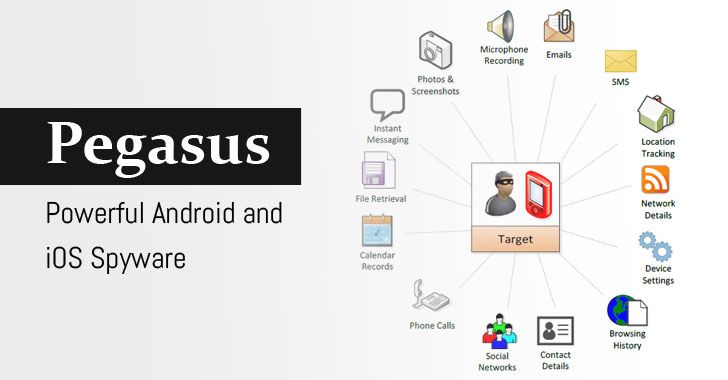 Pegasus
Powerful Android and
iOS Spyware
Microphone
Recording
Emails
SMS
Location
Tracking
Network
Details
Device
Settings
Browsing
History
Contact
Details
Social
Networks
Phone Calls
Calendar
Records
File Retrieval
Instant
Messaging
Photos &
Screenshots
Target